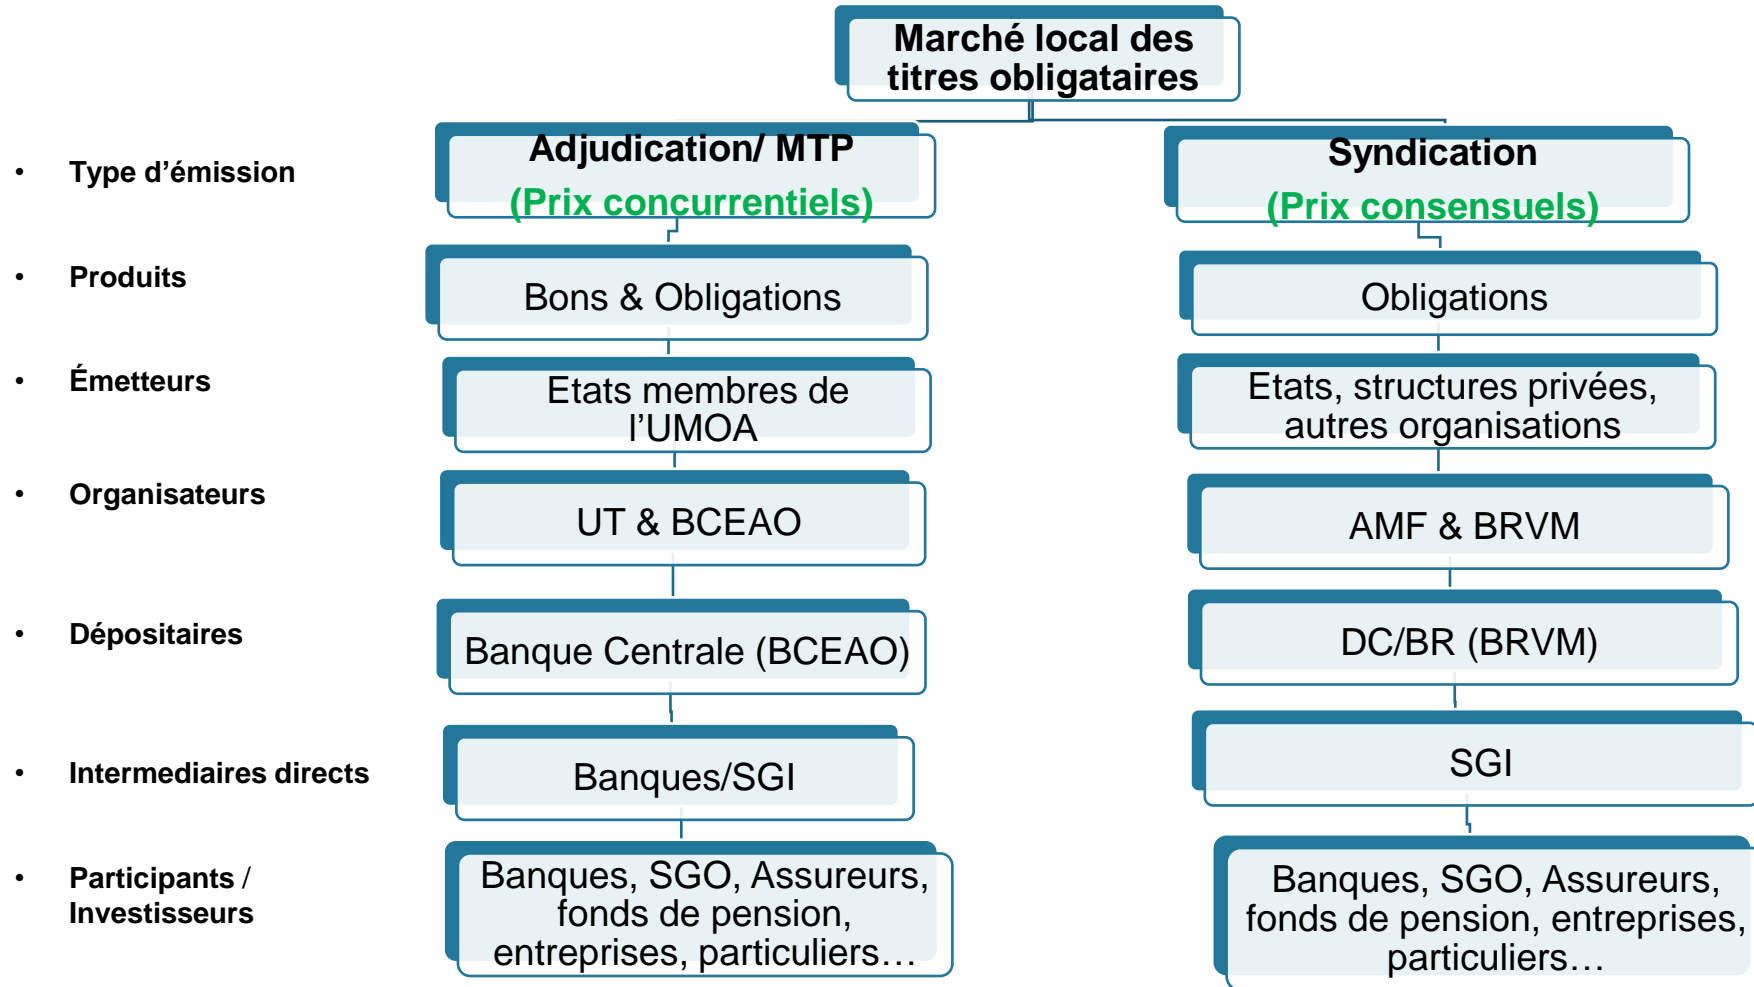 Marché local des
titres obligataires
• Type d’émission
Adjudication/ MTP
(Prix concurrentiels)
Syndication
(Prix consensuels)
• Produits
Bons & Obligations
Obligations
• Émetteurs
Etats membres de
l’UMOA
Etats, structures privées,
autres organisations
• Organisateurs
UT & BCEAO
AMF & BRVM
• Dépositaires
Banque Centrale (BCEAO)
DC/BR (BRVM)
• Intermediaires directs
Banques/SGI
SGI
• Participants /
Investisseurs
Banques, SGO, Assureurs,
fonds de pension,
entreprises, particuliers…
Banques, SGO, Assureurs,
fonds de pension, entreprises,
particuliers…